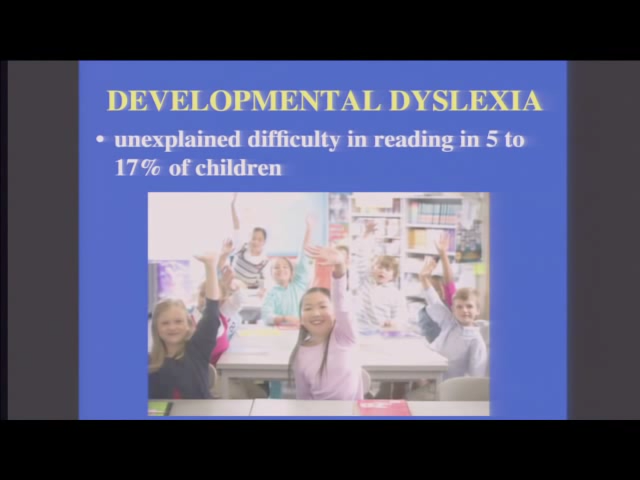 DEVELOPMENTAL DYSLEXIA
• unexplained difficulty in reading in 5 to
17% of children